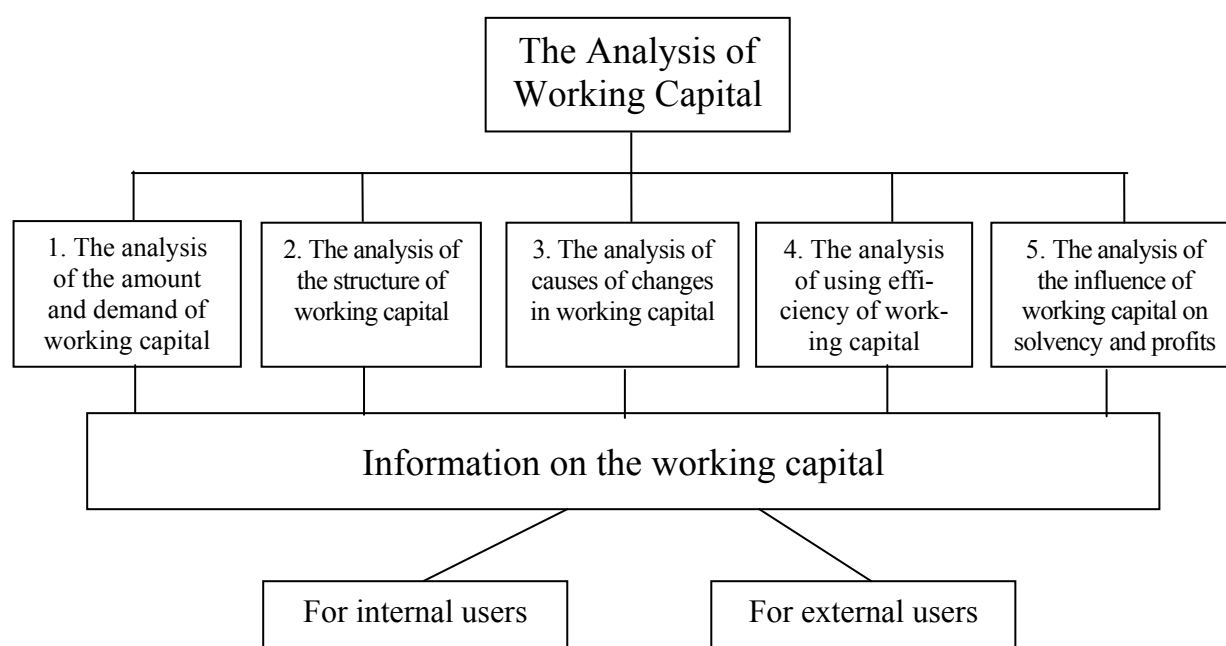 The Analysis of
Working Capital
1. The analysis
of the amount
and demand of
working capital
2. The analysis of
the structure of
working capital
3. The analysis of
causes of changes
in working capital
4. The analysis
of using effi-
ciency of work-
ing capital
5. The analysis of
the influence of
working capital on
solvency and profits
Information on the working capital
For internal users
For external users